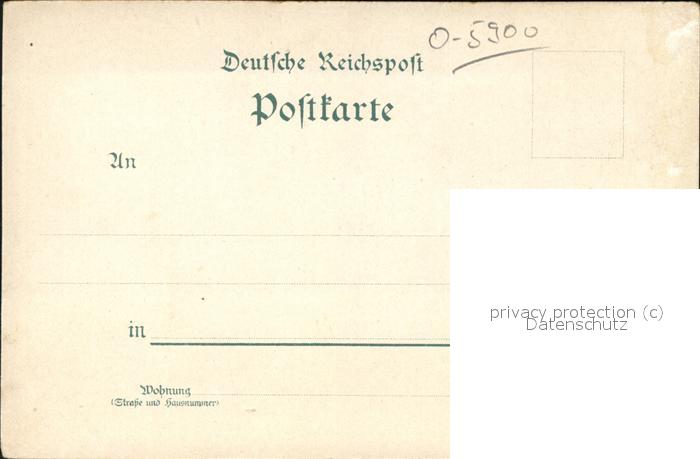 O-5900
Deutsche Reichspost
Postkarte
An
privacy protection (c)
Datenschutz
in
Wohnung
(Straße und Hausnummer)